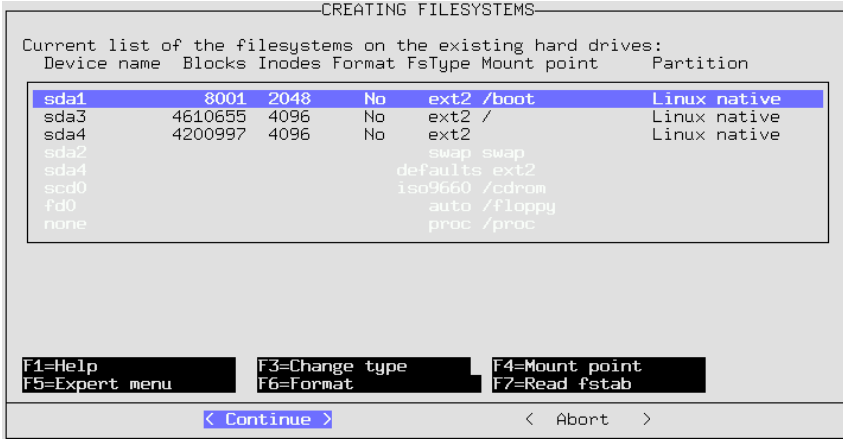 CREATING FILESYSTEMS
Current list of the filesystems on the existing hard drives:
Device name Blocks Inodes Format FsType Mount point Partition
sda1 8001 2048 No ext2 /boot Linux native
sda3 4610655 4096 No ext2 / Linux native
sda4 4200997 4096 No ext2 Linux native
sda2 swap swap
sda4 defaults ext2
scd0 iso9660 /cdrom
fd0 auto /floppy
none proc /proc
F1=Help F3=Change type F4=Mount point
F5=Expert menu F6=Format F7=Read fstab
< Continue > < Abort >